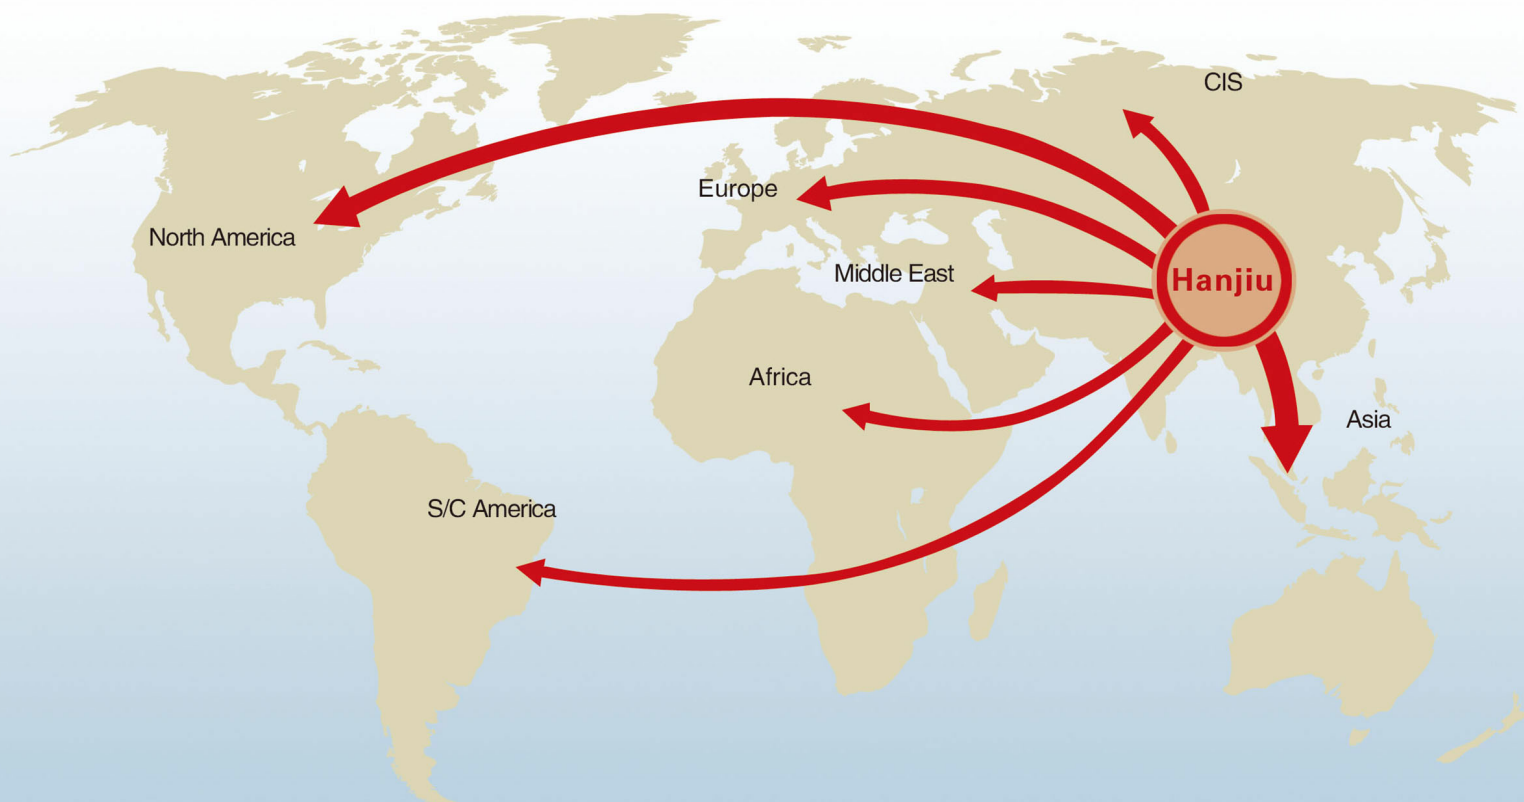 CIS
Europe
North America
Middle East
Hanjiu
Africa
Asia
S/C America